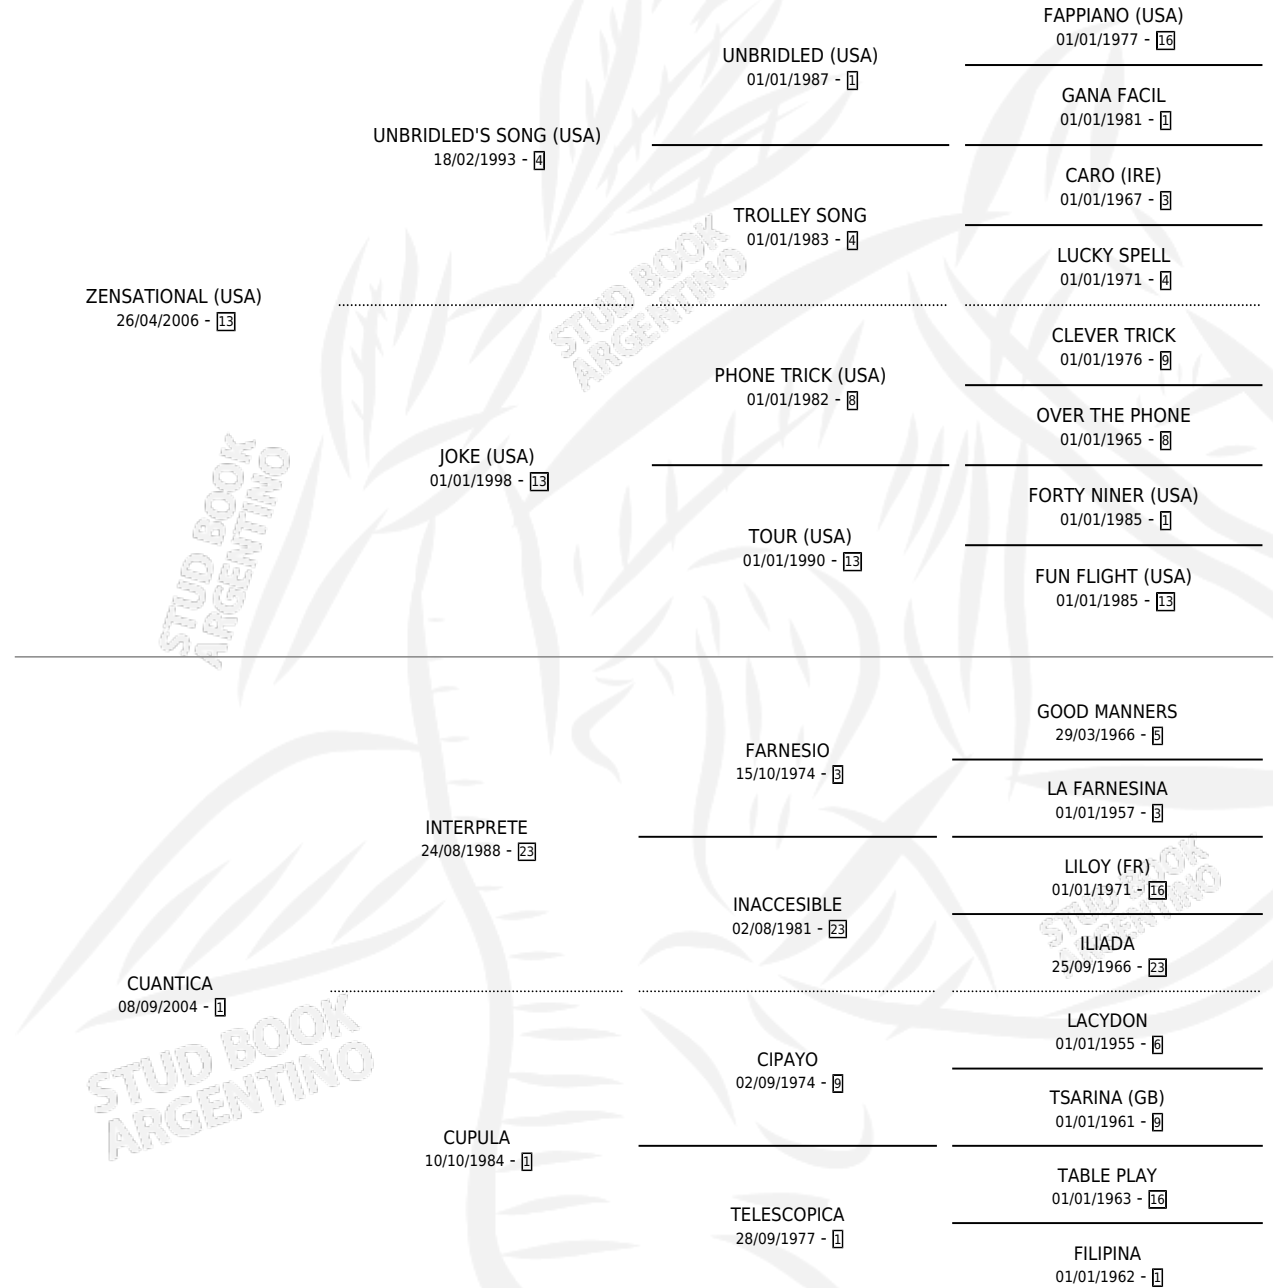 FAPPIANO (USA)
01/01/1977 - 16
UNBRIDLED (USA)
01/01/1987 - 1
GANA FACIL
01/01/1981 - 1
UNBRIDLED'S SONG (USA)
18/02/1993 - 4
CARO (IRE)
01/01/1967 - 3
TROLLEY SONG
01/01/1983 - 4
LUCKY SPELL
01/01/1971 - 4
ZENSATIONAL (USA)
26/04/2006 - 13
STUD BOOK
ARGENTINO
CLEVER TRICK
01/01/1976 - 9
PHONE TRICK (USA)
01/01/1982 - 8
OVER THE PHONE
01/01/1965 - 8
JOKE (USA)
01/01/1998 - 13
FORTY NINER (USA)
01/01/1985 - 1
TOUR (USA)
01/01/1990 - 13
FUN FLIGHT (USA)
01/01/1985 - 13
STUD BOOK
ARGENTINO
GOOD MANNERS
29/03/1966 - 5
FARNESIO
15/10/1974 - 3
LA FARNESINA
01/01/1957 - 3
INTERPRETE
24/08/1988 - 23
LILOY (FR)
01/01/1971 - 16
INACCESIBLE
02/08/1981 - 23
STUD BOOK
ARGENTINO
ILIADA
25/09/1966 - 23
CUANTICA
08/09/2004 - 1
LACYDON
01/01/1955 - 6
CIPAYO
02/09/1974 - 9
STUD BOOK
ARGENTINO
TSARINA (GB)
01/01/1961 - 9
CUPULA
10/10/1984 - 1
TABLE PLAY
01/01/1963 - 16
TELESCOPICA
28/09/1977 - 1
FILIPINA
01/01/1962 - 1